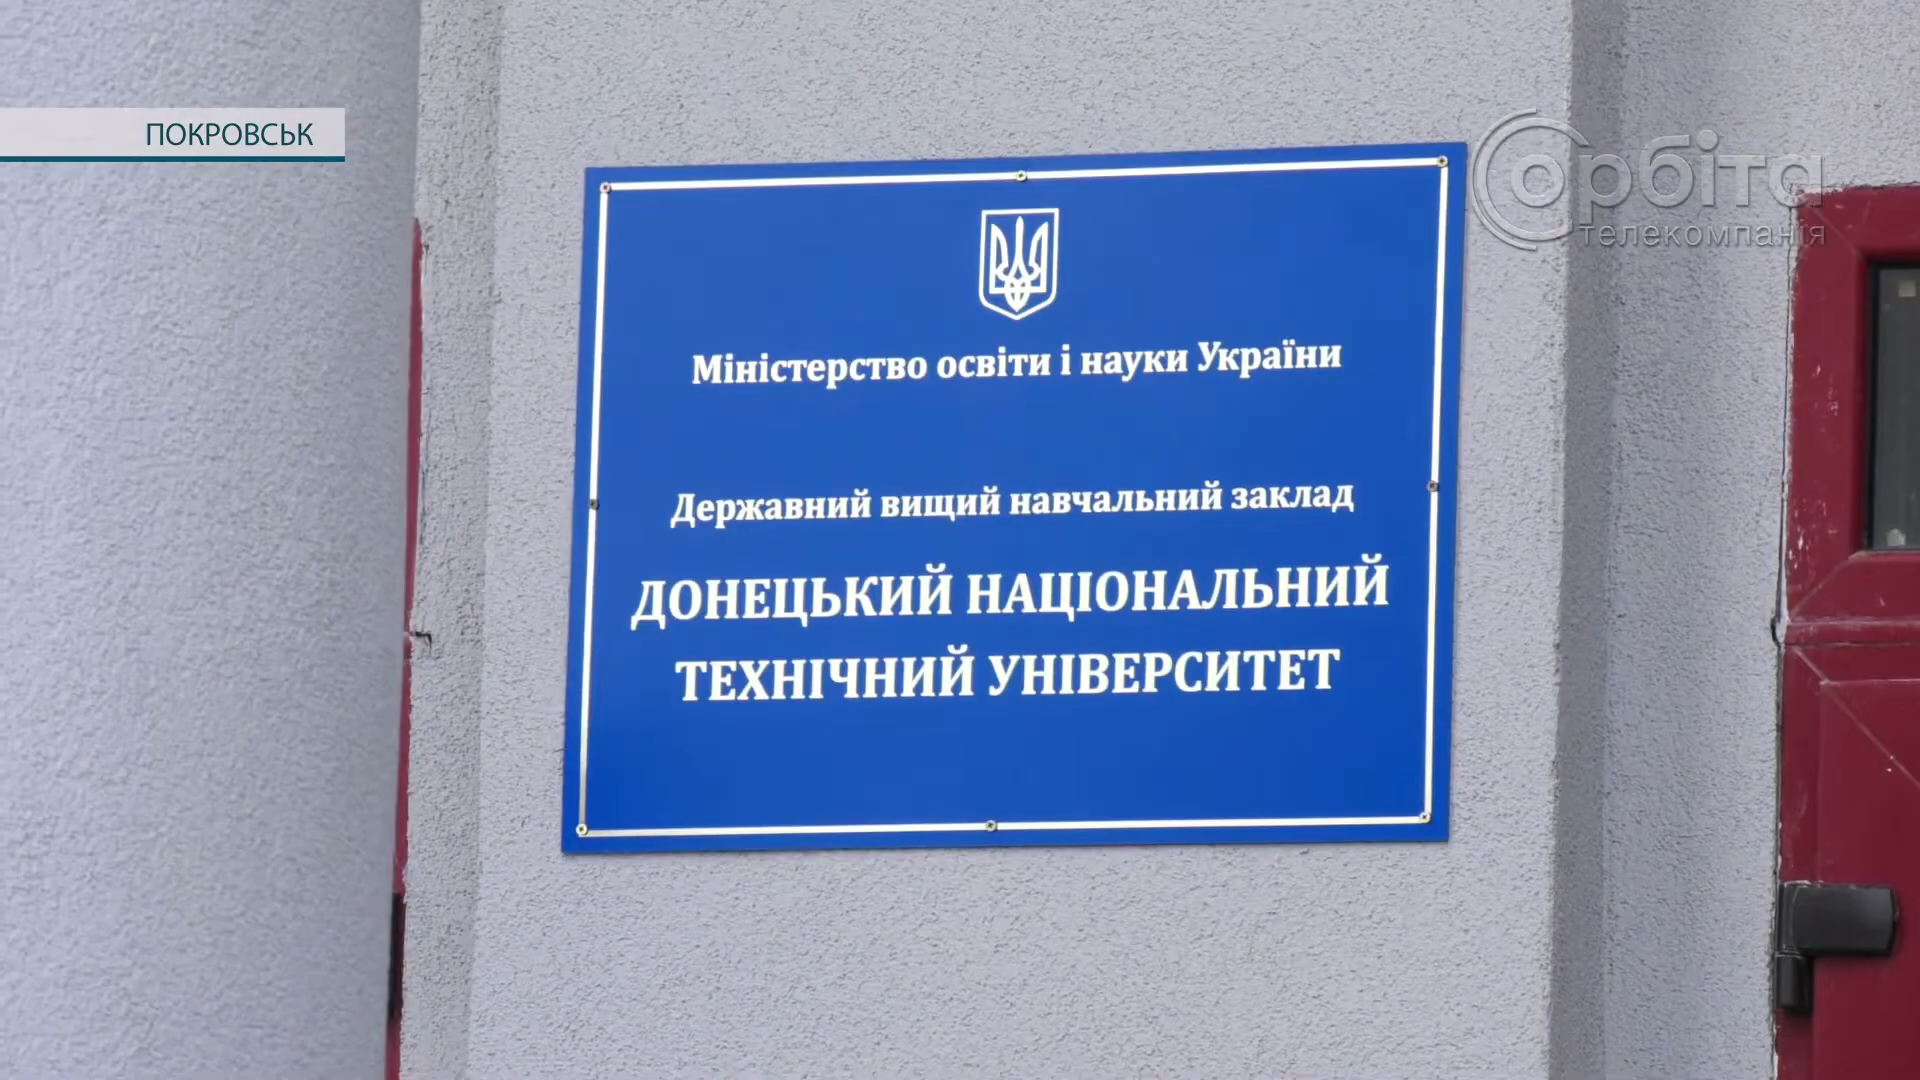 ПОКРОВСЬК
Орбіта
телекомпанія
Міністерство освіти і науки України
Державний вищий навчальний заклад
ДОНЕЦЬКИЙ НАЦІОНАЛЬНИЙ
ТЕХНІЧНИЙ УНІВЕРСИТЕТ